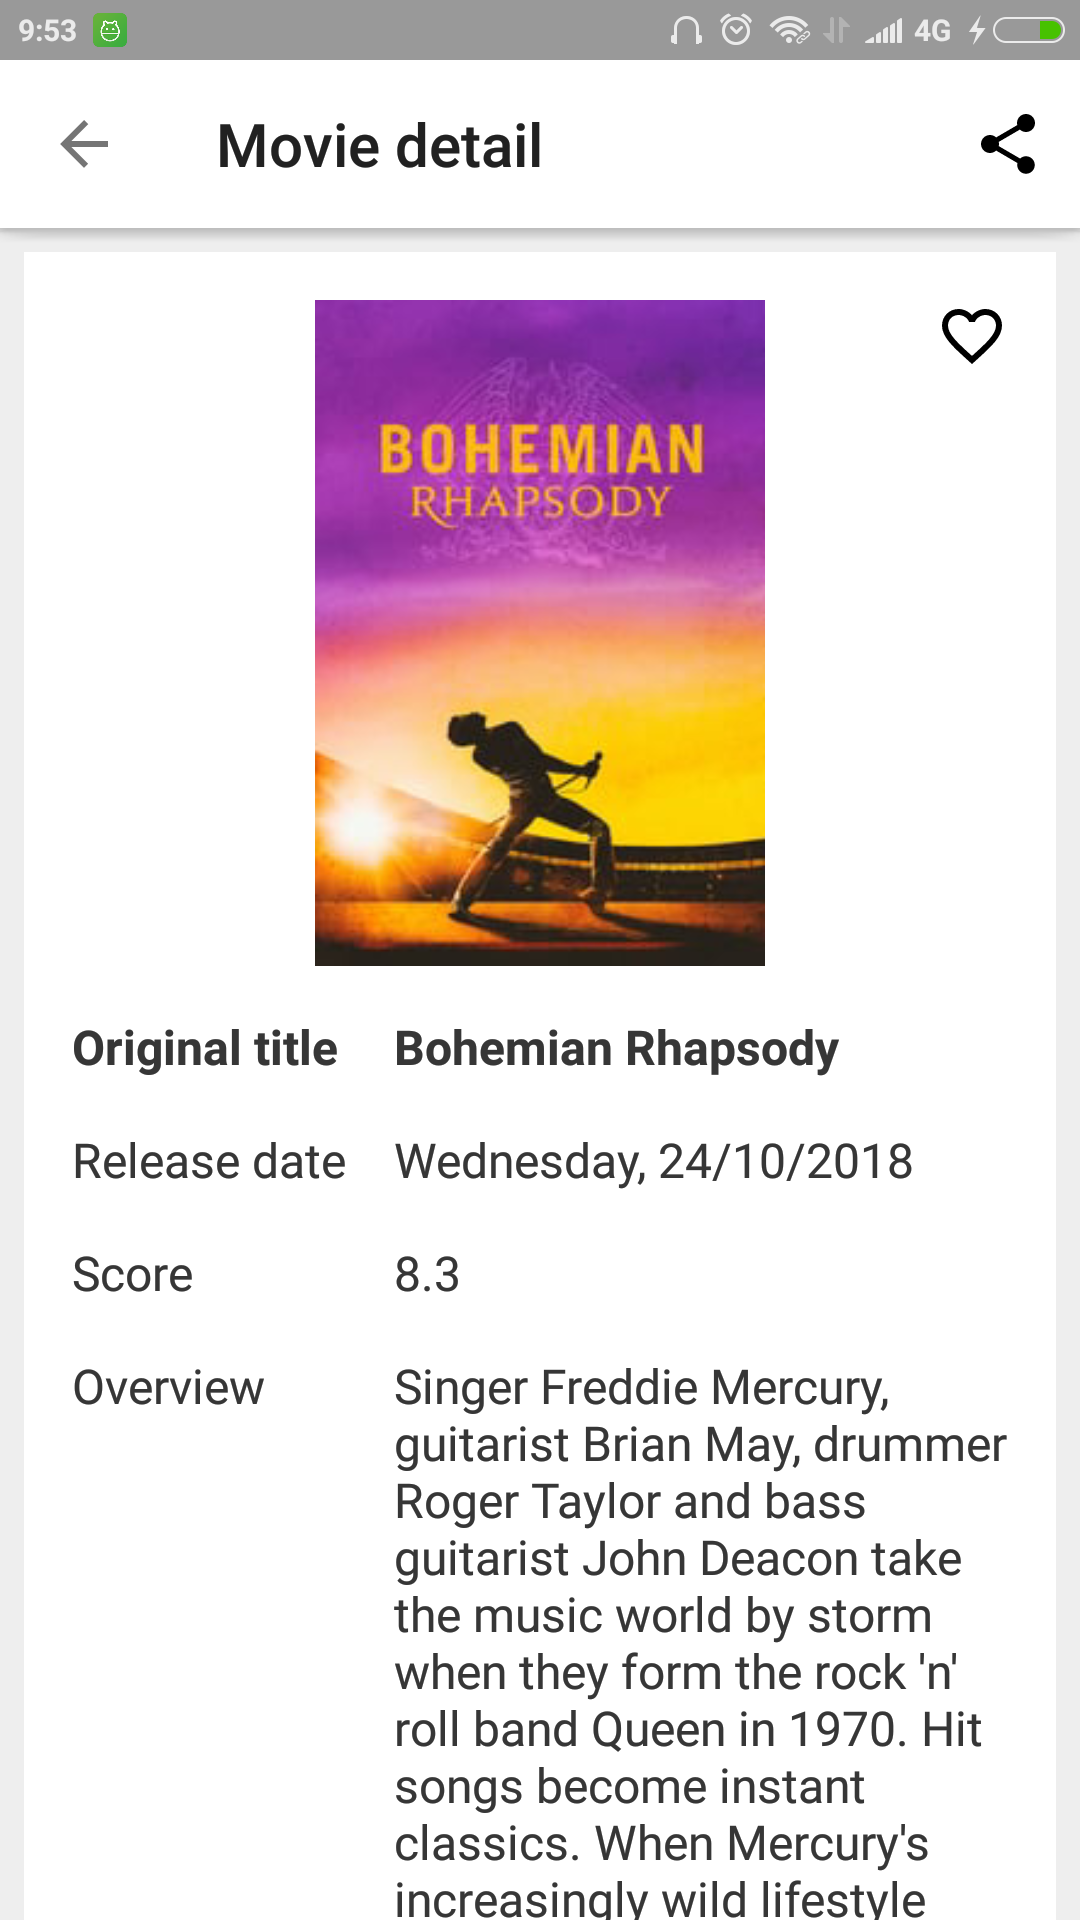 9:53 4G
Movie detail
BOHEMIAN
RHAPSODY
Original title Bohemian Rhapsody
Release date Wednesday, 24/10/2018
Score 8.3
Overview Singer Freddie Mercury,
guitarist Brian May, drummer
Roger Taylor and bass
guitarist John Deacon take
the music world by storm
when they form the rock 'n'
roll band Queen in 1970. Hit
songs become instant
classics. When Mercury's
increasingly wild lifestyle